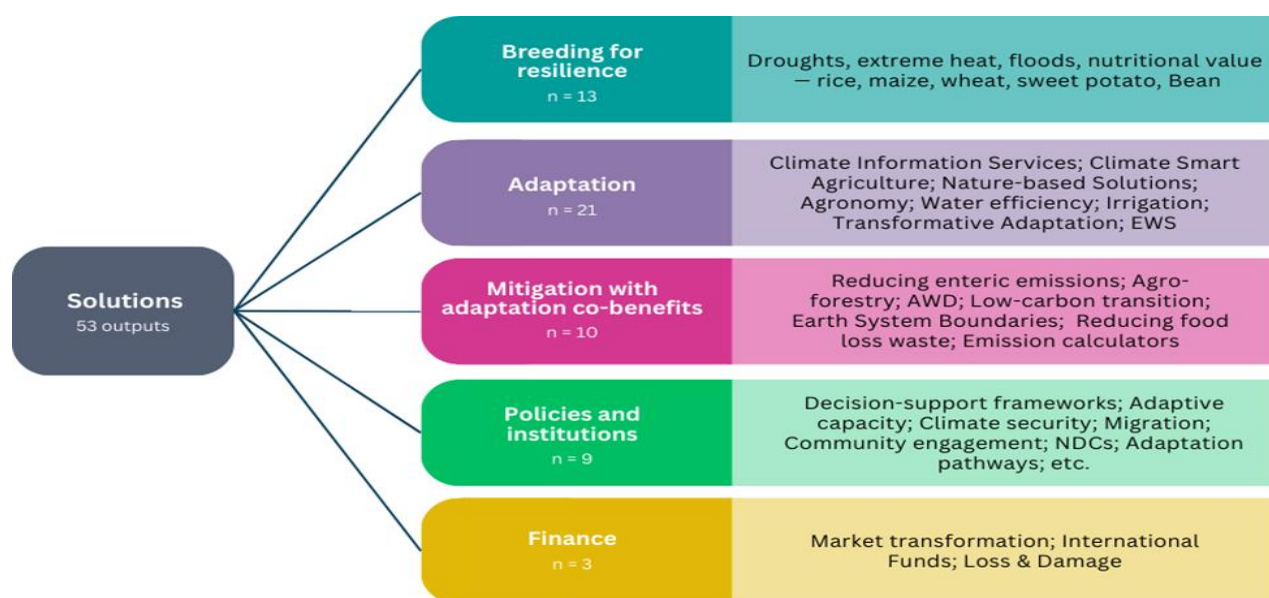 Breeding for
resilience
n = 13
Droughts, extreme heat, floods, nutritional value
– rice, maize, wheat, sweet potato, Bean
Adaptation
n = 21
Climate Information Services; Climate Smart
Agriculture; Nature-based Solutions;
Agronomy; Water efficiency; Irrigation;
Transformative Adaptation; EWS
Solutions
53 outputs
Mitigation with
adaptation co-benefits
n = 10
Reducing enteric emissions; Agro-
forestry; AWD; Low-carbon transition;
Earth System Boundaries; Reducing food
loss waste; Emission calculators
Policies and
institutions
n = 9
Decision-support frameworks; Adaptive
capacity; Climate security; Migration;
Community engagement; NDCs; Adaptation
pathways; etc.
Finance
n = 3
Market transformation; International
Funds; Loss & Damage